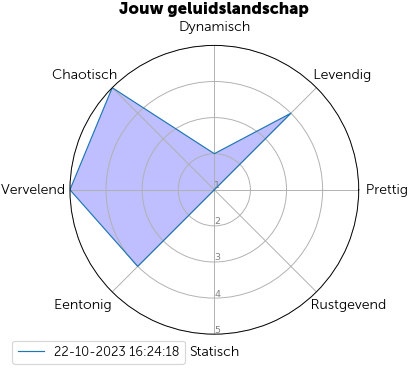 Jouw geluidslandschap
Dynamisch
Chaotisch
Levendig
Vervelend
1
Prettig
2
3
4
Eentonig
Rustgevend
5
22-10-2023 16:24:18
Statisch